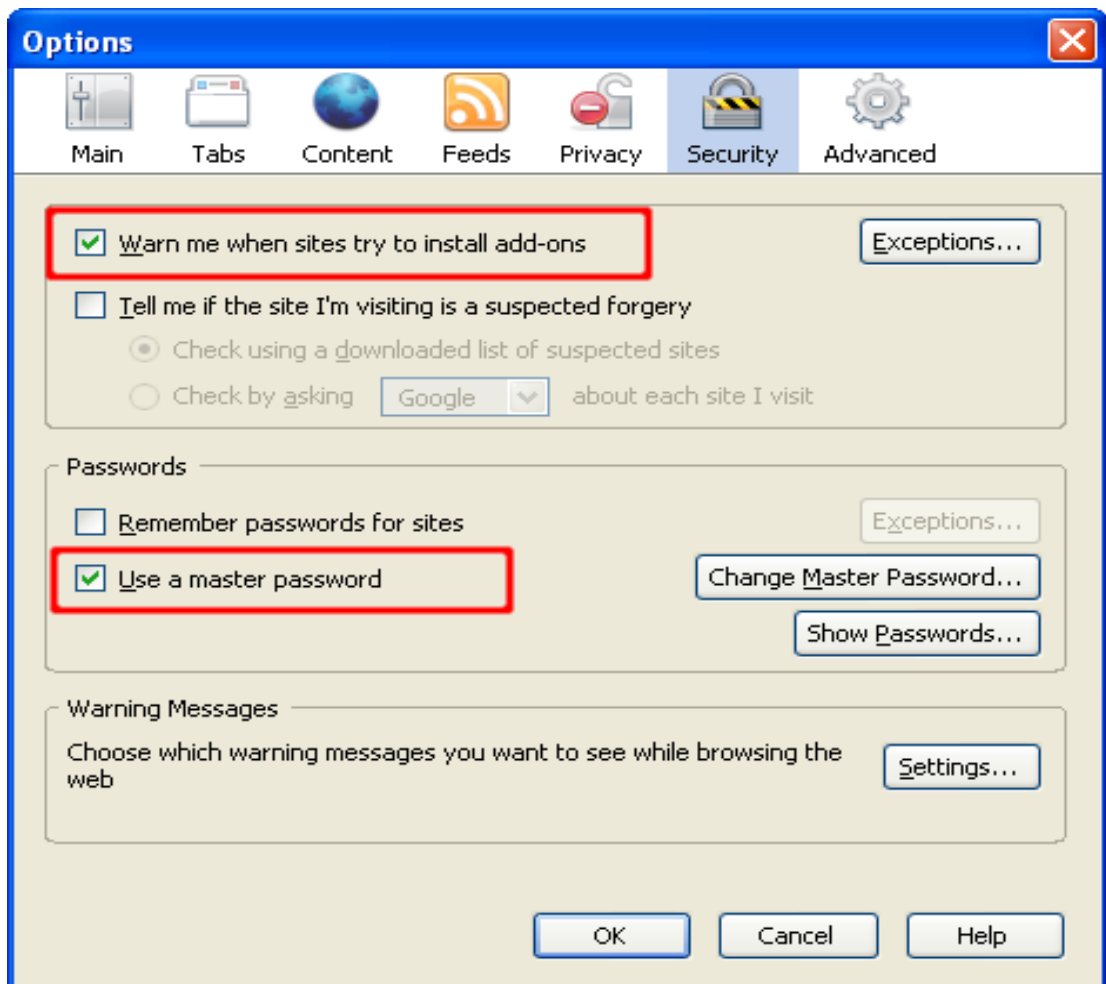 Options
Main Tabs Content Feeds Privacy Security Advanced
Warn me when sites try to install add-ons Exceptions...
Tell me if the site I'm visiting is a suspected forgery
Check using a downloaded list of suspected sites
Check by asking Google about each site I visit
Passwords
Remember passwords for sites Exceptions...
Use a master password Change Master Password...
Show Passwords...
Warning Messages
Choose which warning messages you want to see while browsing the
web
Settings...
OK Cancel Help